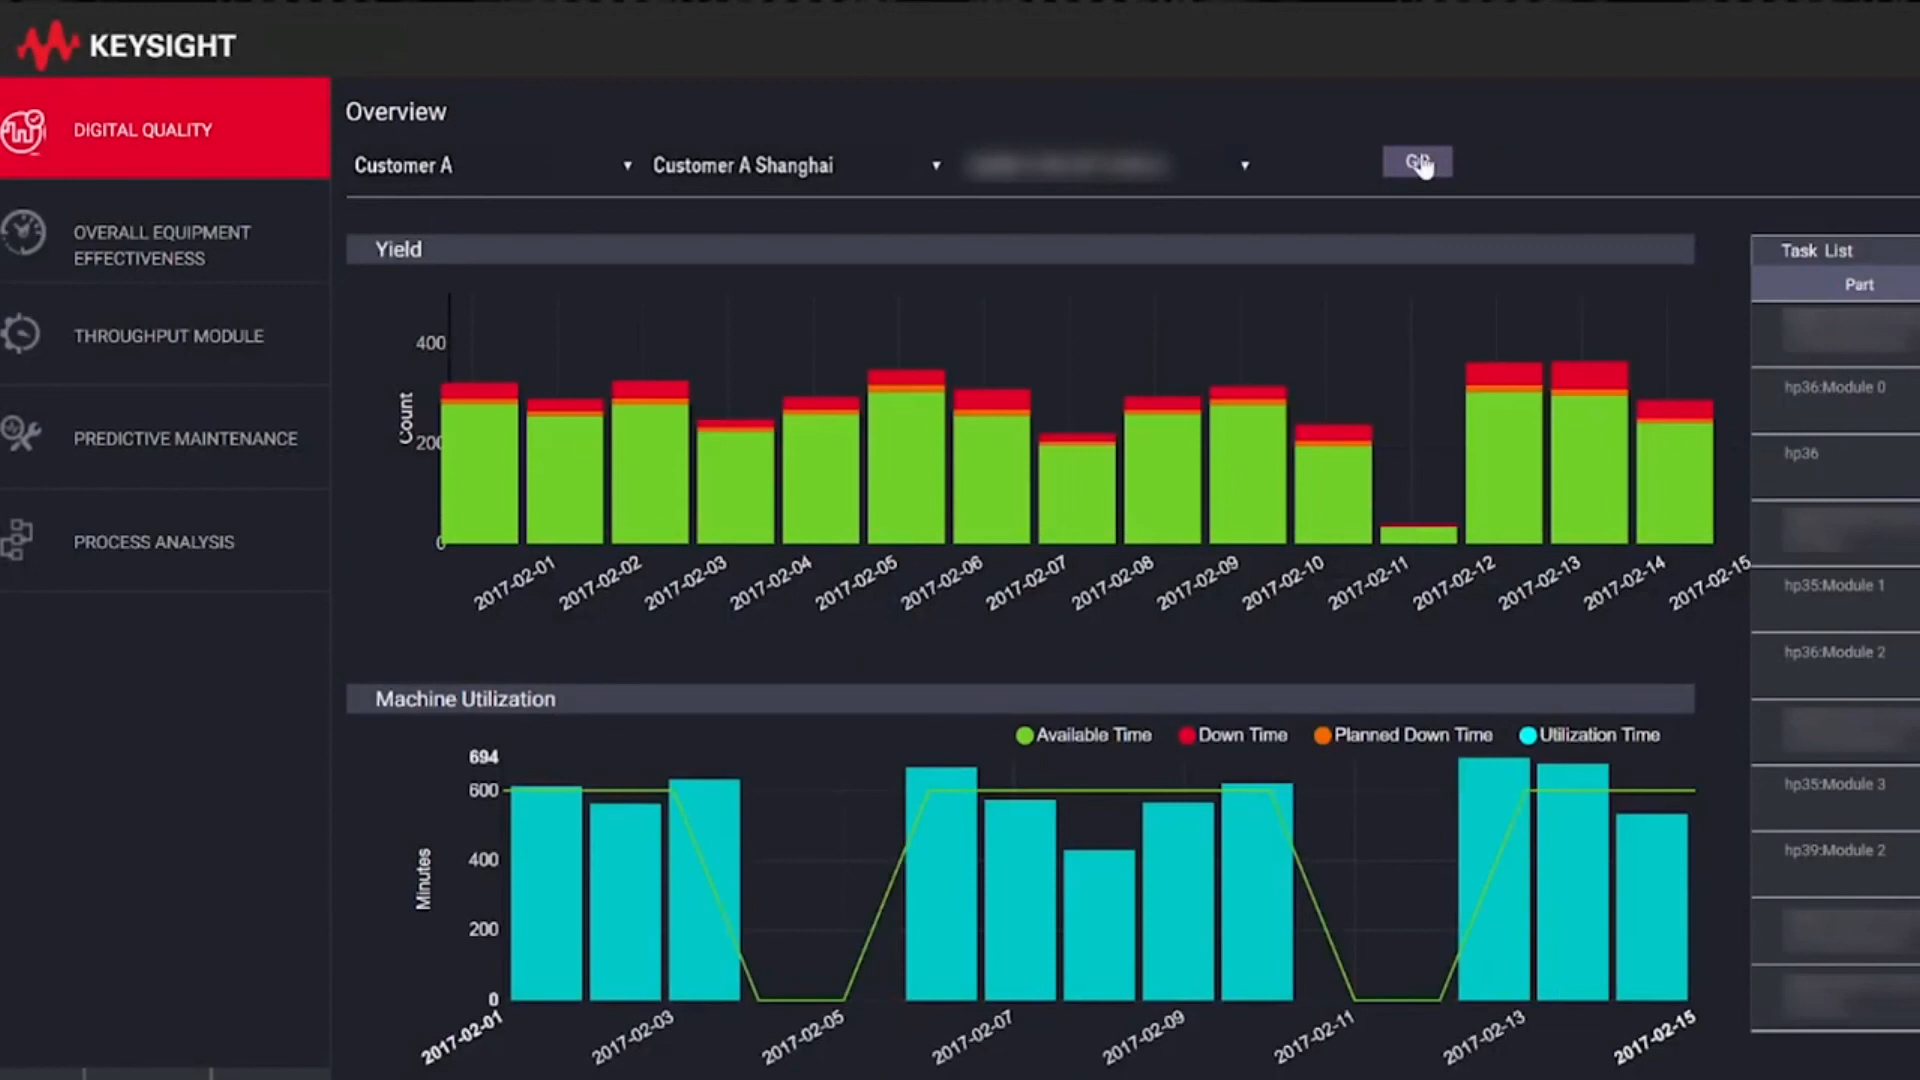 KEYSIGHT
DIGITAL QUALITY
OVERALL EQUIPMENT
EFFECTIVENESS
THROUGHPUT MODULE
PREDICTIVE MAINTENANCE
PROCESS ANALYSIS
Overview
Customer A
Customer A Shanghai
Yield
Count
400
200
0
2017-02-01
2017-02-02
2017-02-03
2017-02-04
2017-02-05
2017-02-06
2017-02-07
2017-02-08
2017-02-09
2017-02-10
2017-02-11
2017-02-12
2017-02-13
2017-02-14
2017-02-15
Machine Utilization
Available Time
Down Time
Planned Down Time
Utilization Time
Minutes
694
600
400
200
0
2017-02-01
2017-02-03
2017-02-05
2017-02-07
2017-02-09
2017-02-11
2017-02-13
2017-02-15
Task List
Part
hp36:Module 0
hp36
hp35:Module 1
hp36:Module 2
hp35:Module 3
hp39:Module 2